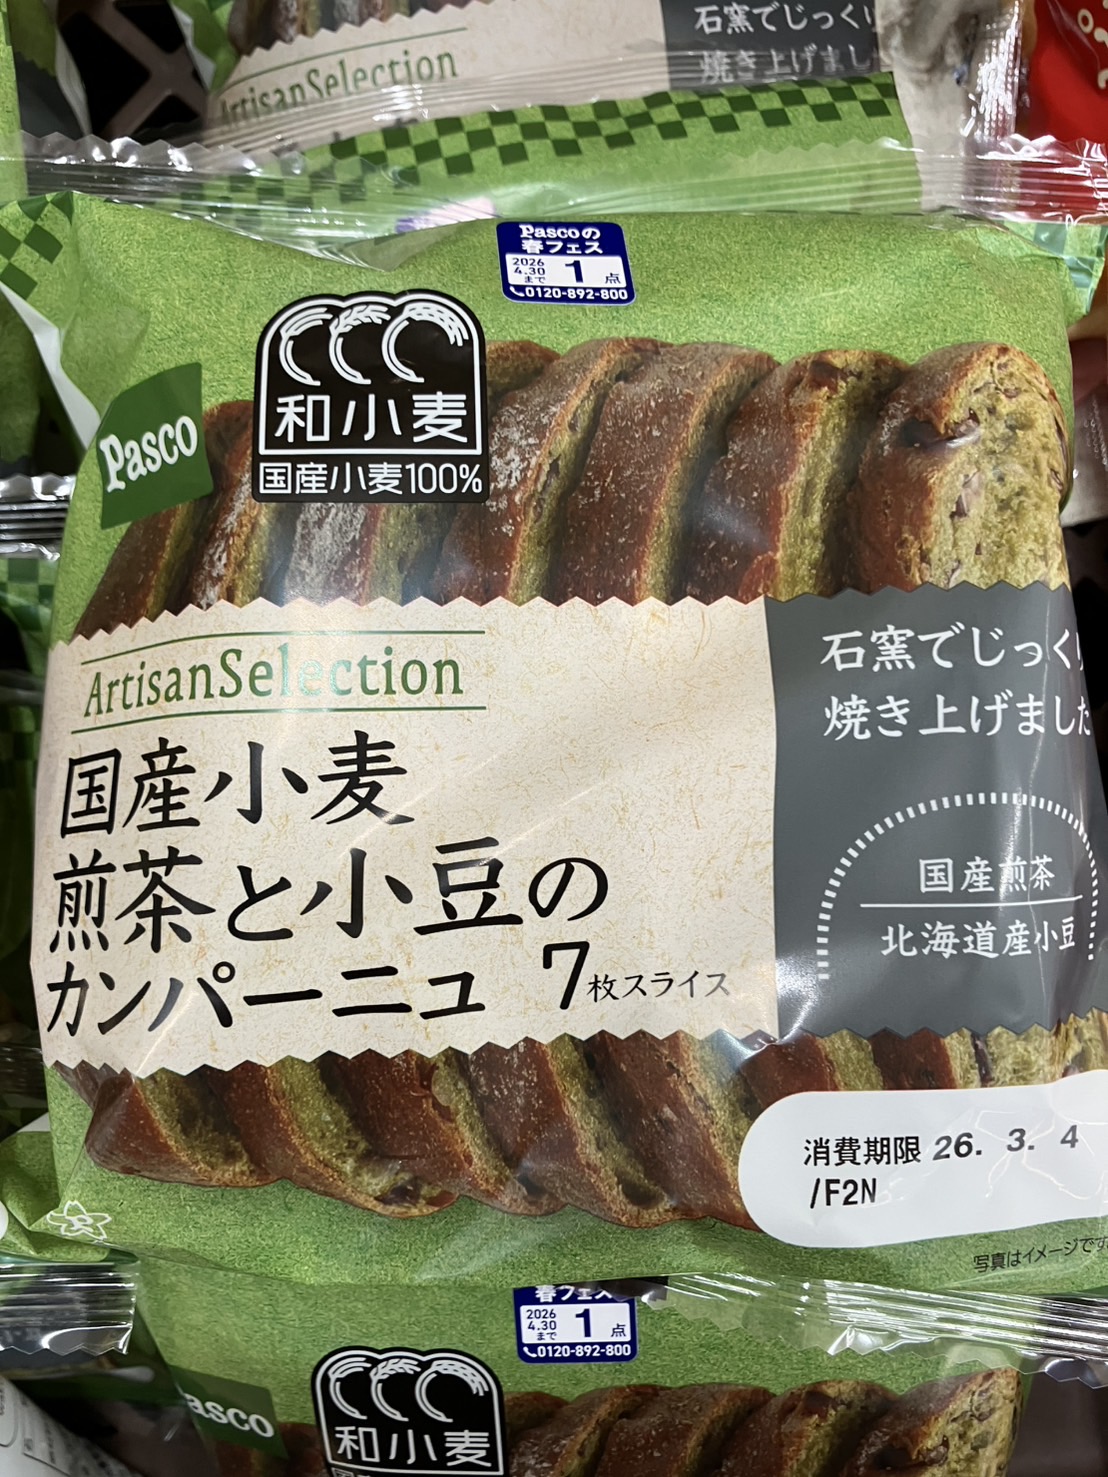 石窯でじっくり
焼き上げまし
ArtisanSelection
Pascoの
春フェス
2026
4.30
まで
1点
0120-892-800
和小麦
国産小麦100%
Pasco
ArtisanSelection
国産小麦
煎茶と小豆の
カンパーニュ 7枚スライス
石窯でじっくり
焼き上げました
国産煎茶
北海道産小豆
消費期限 26. 3. 4
/F2N
写真はイメージです
春フェス
2026
4.30
まで
1点
0120-892-800
asco
和小麦